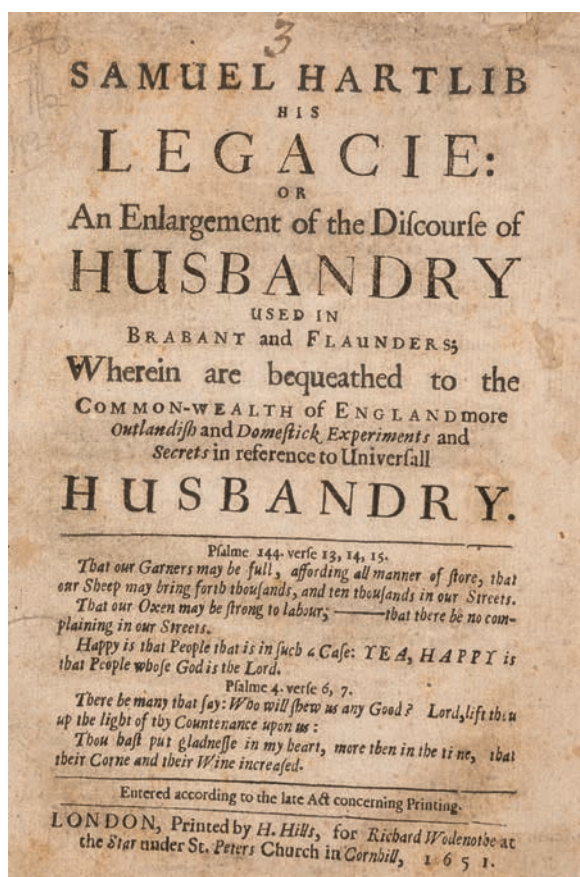 3
SAMUEL HARTLIB
HIS
LEGACIE:
OR
An Enlargement of the Diſcourſe of
HUSBANDRY
USED IN
BRABANT and FLAUNDERS;
Wherein are bequeathed to the
COMMON-WEALTH of ENGLAND more
Outlandiſh and Domeſtick Experiments and
Secrets in reference to Univerſall
HUSBANDRY.
Pſalme 144. verſe 13, 14, 15.
That our Garners may be full, affording all manner of ſtore, that
our Sheep may bring forth thouſands, and ten thouſands in our Streets.
That our Oxen may be ſtrong to labour; ——that there be no com-
plaining in our Streets.
Happy is that People that is in ſuch a Caſe: YEA, HAPPY is
that People whoſe God is the Lord.
Pſalme 4. verſe 6, 7.
There be many that ſay: Who will ſhew us any Good? Lord, lift thou
up the light of thy Countenance upon us:
Thou haſt put gladneſſe in my heart, more then in the time, that
their Corne and their Wine increaſed.
Entered according to the late Act concerning Printing.
LONDON, Printed by H. Hills, for Richard Wodenothe at
the Star under St. Peters Church in Cornhill, 1651.